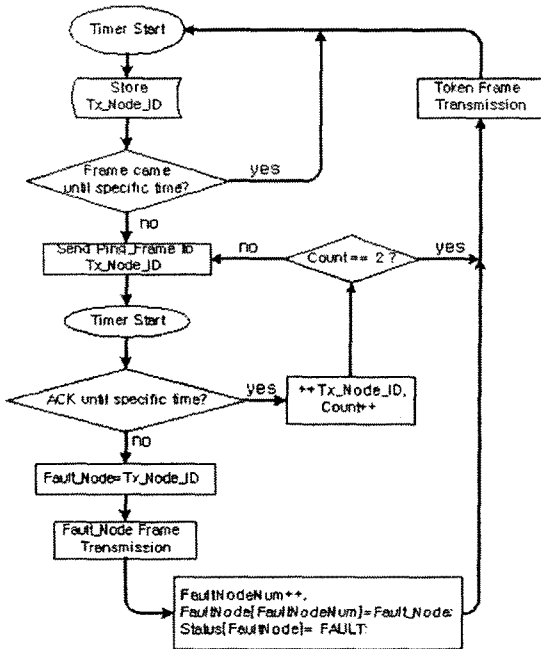 Timer Start
Store
Tx_Node_ID
Token Frame
Transmission
Frame came
until specific time?
yes
no
Send Ping_Frame to
Tx_Node_ID
no
Count== 2 ?
yes
Timer Start
ACK until specific time?
yes
++Tx_Node_ID,
Count++
no
Fault_Node=Tx_Node_ID
Fault_Node Frame
Transmission
FaultNodeNum++,
FaultNode[FaultNodeNum]=Fault_Node;
Status[FaultNode]= FAULT;